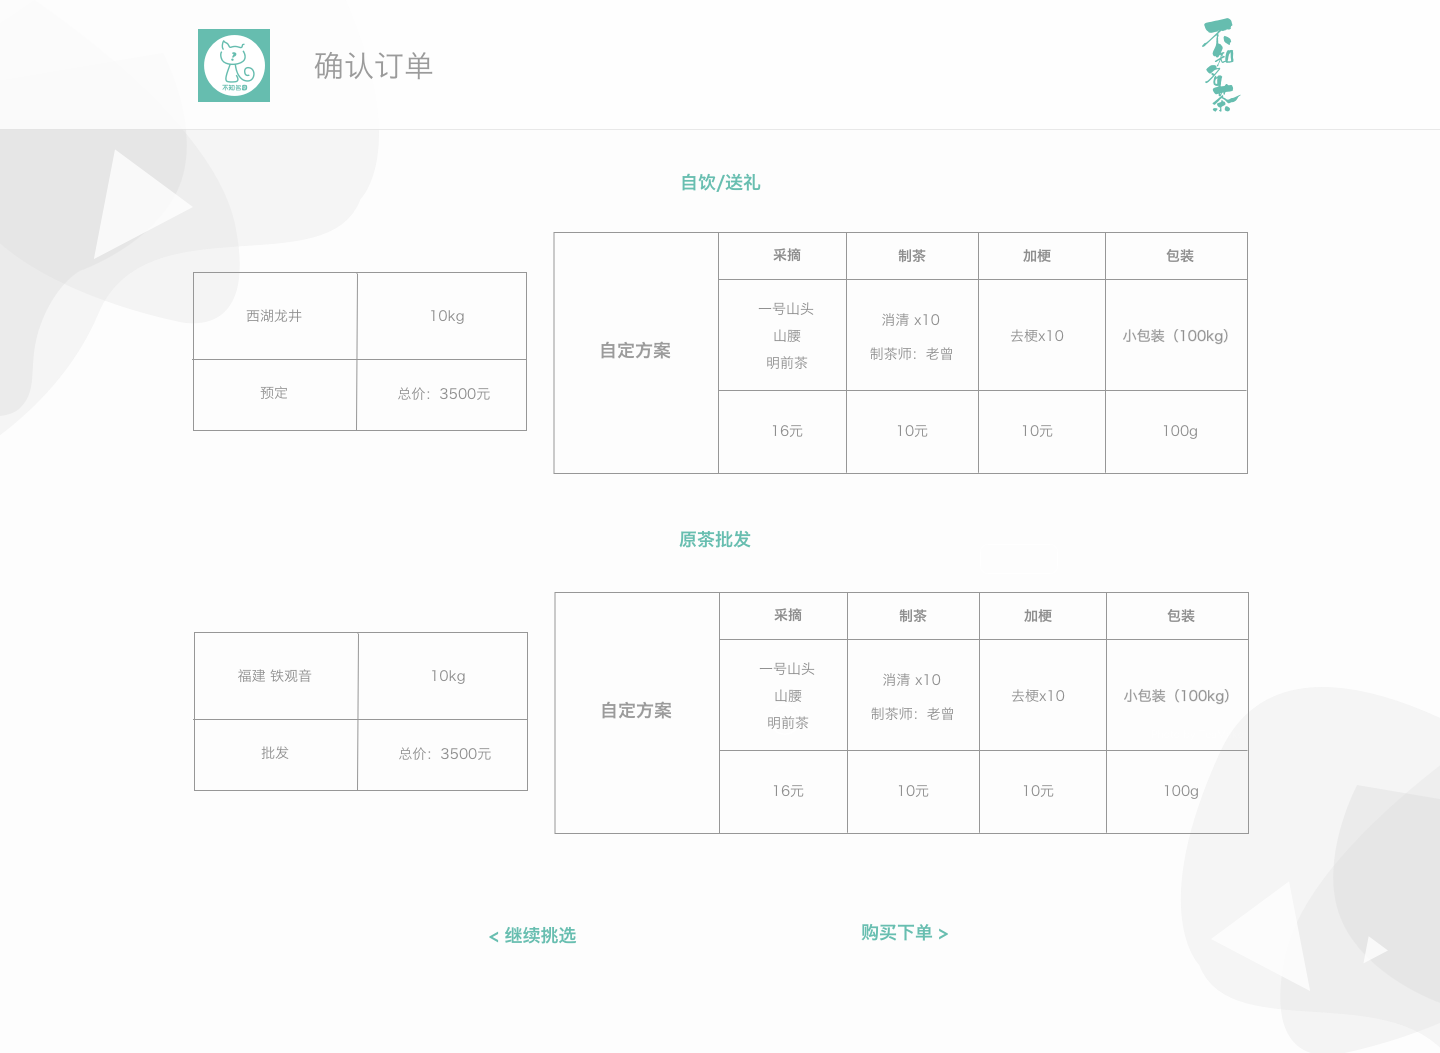 不知名茶
确认订单
不知名茶
自饮/送礼
西湖龙井
10kg
预定
总价：3500元
自定方案
采摘
制茶
加梗
包装
一号山头
山腰
明前茶
消清 x10
制茶师：老曾
去梗x10
小包装（100kg）
16元
10元
10元
100g
原茶批发
福建 铁观音
10kg
批发
总价：3500元
自定方案
采摘
制茶
加梗
包装
一号山头
山腰
明前茶
消清 x10
制茶师：老曾
去梗x10
小包装（100kg）
16元
10元
10元
100g
< 继续挑选
购买下单 >